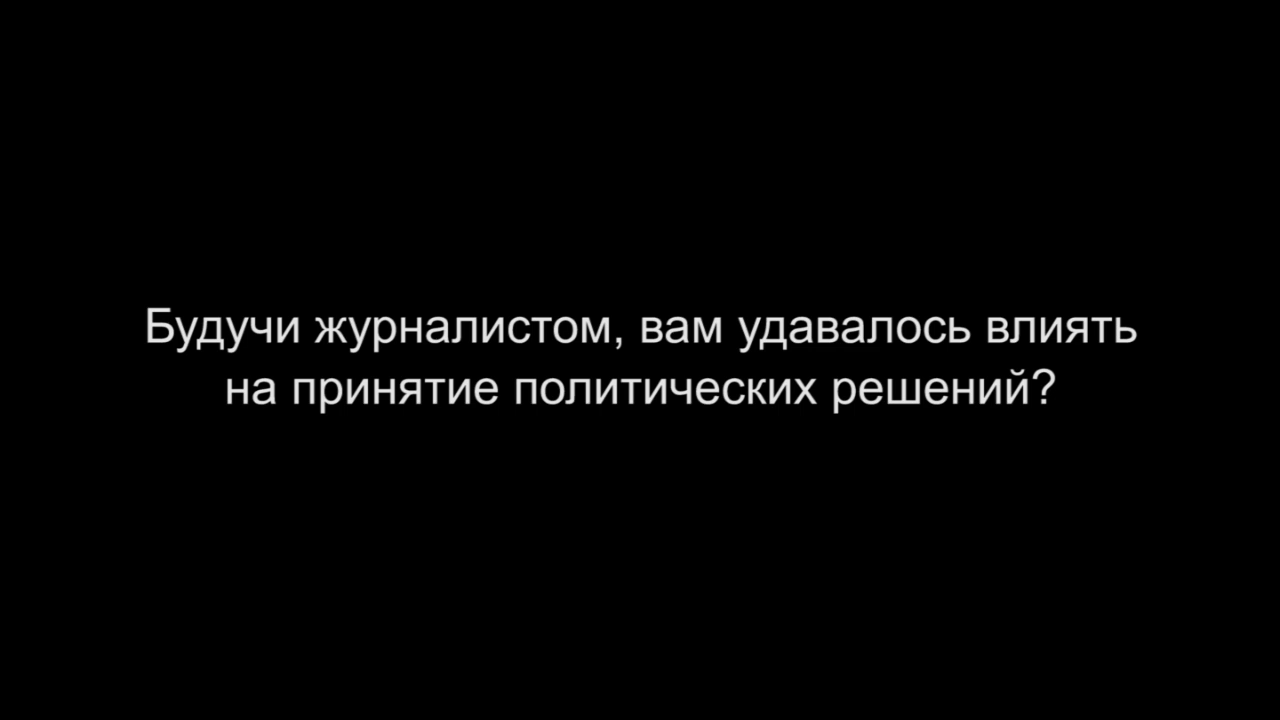 Будучи журналистом, вам удавалось влиять
на принятие политических решений?